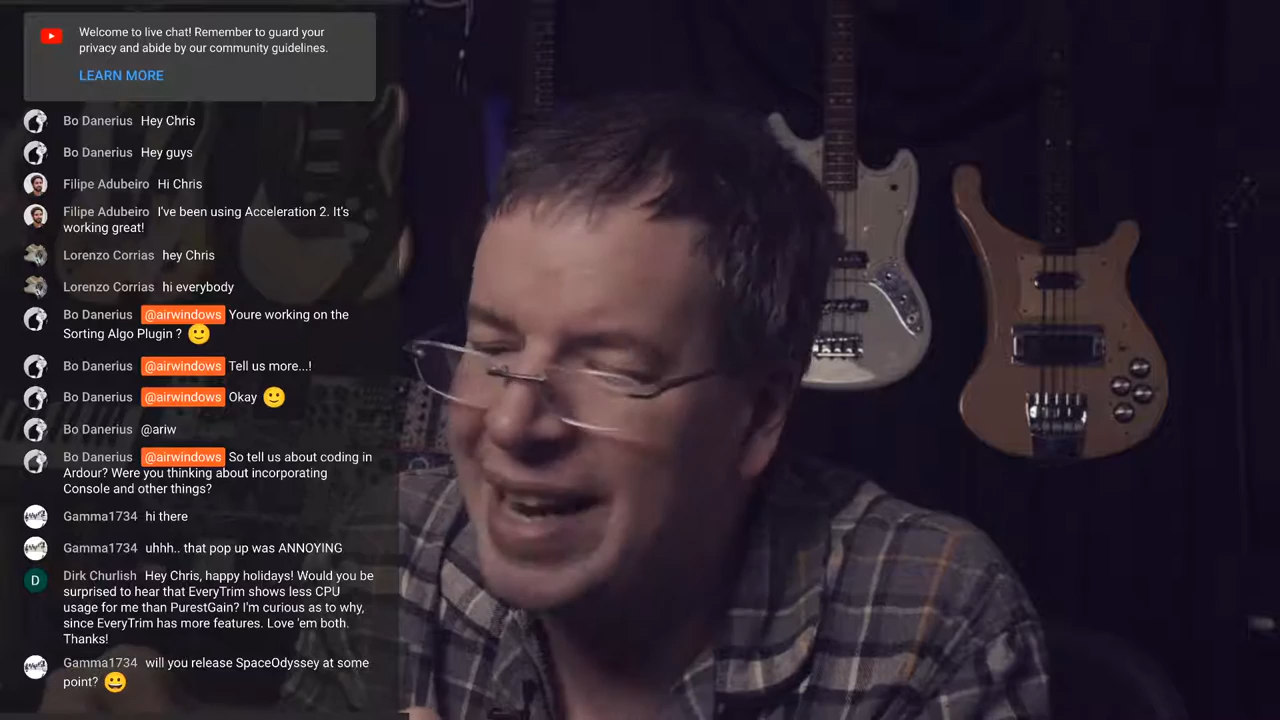 Welcome to live chat! Remember to guard your
privacy and abide by our community guidelines.
LEARN MORE
Bo Danerius Hey Chris
Bo Danerius Hey guys
Filipe Adubeiro Hi Chris
Filipe Adubeiro I've been using Acceleration 2. It's
working great!
Lorenzo Corrias hey Chris
Lorenzo Corrias hi everybody
Bo Danerius @airwindows Youre working on the
Sorting Algo Plugin ? 🙂
Bo Danerius @airwindows Tell us more...!
Bo Danerius @airwindows Okay 🙂
Bo Danerius @ariw
Bo Danerius @airwindows So tell us about coding in
Ardour? Were you thinking about incorporating
Console and other things?
Gamma1734 hi there
Gamma1734 uhhh.. that pop up was ANNOYING
D Dirk Churlish Hey Chris, happy holidays! Would you be
surprised to hear that EveryTrim shows less CPU
usage for me than PurestGain? I'm curious as to why,
since EveryTrim has more features. Love 'em both.
Thanks!
Gamma1734 will you release SpaceOdyssey at some
point? 😀